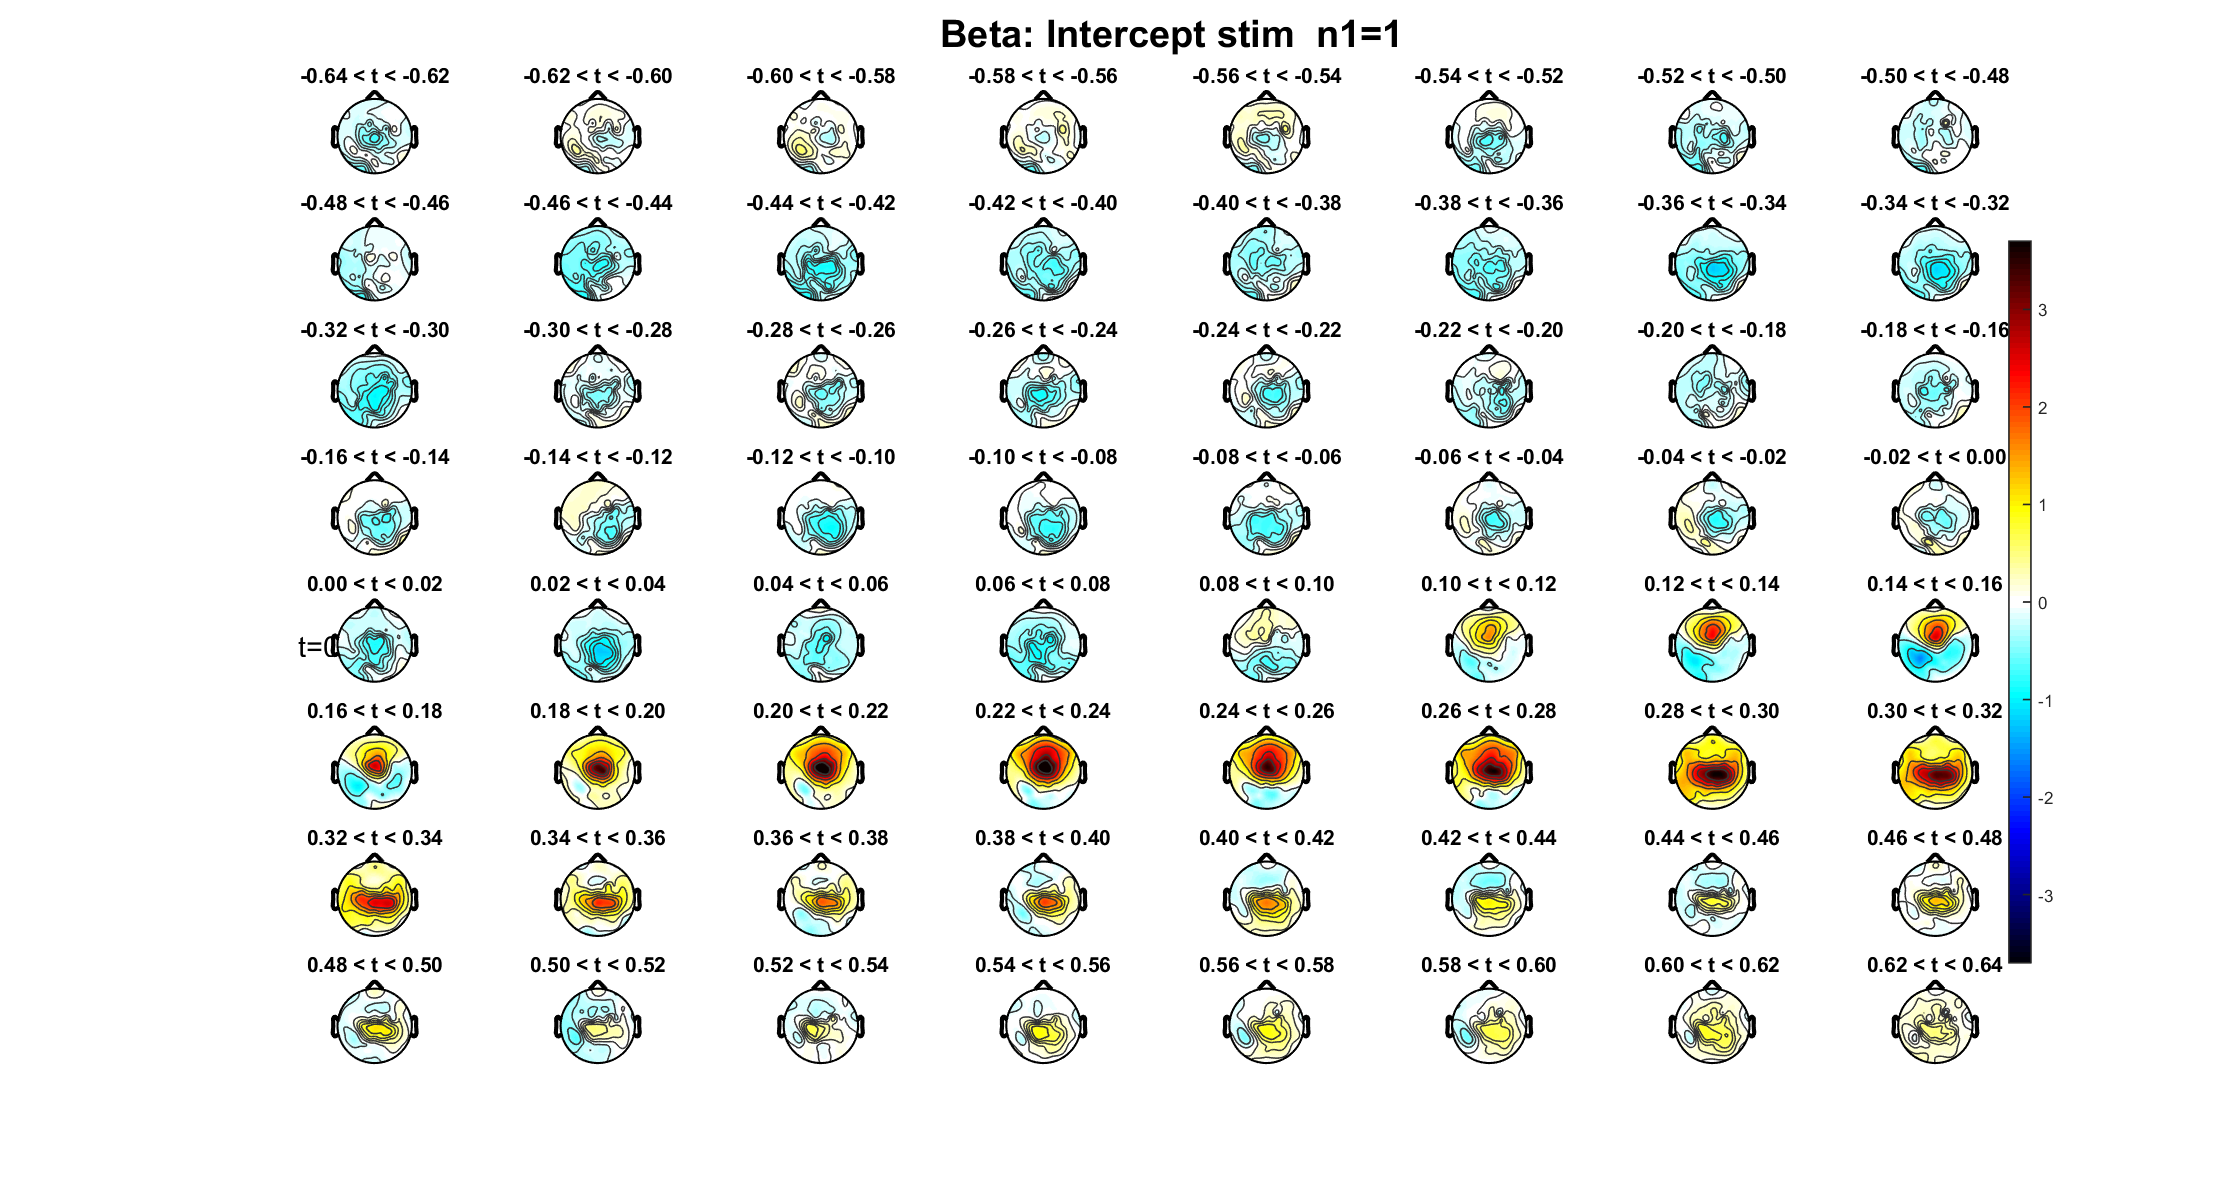 Beta: Intercept stim  n1=1
-0.64 < t < -0.62 -0.62 < t < -0.60 -0.60 < t < -0.58 -0.58 < t < -0.56 -0.56 < t < -0.54 -0.54 < t < -0.52 -0.52 < t < -0.50 -0.50 < t < -0.48
-0.48 < t < -0.46 -0.46 < t < -0.44 -0.44 < t < -0.42 -0.42 < t < -0.40 -0.40 < t < -0.38 -0.38 < t < -0.36 -0.36 < t < -0.34 -0.34 < t < -0.32
-0.32 < t < -0.30 -0.30 < t < -0.28 -0.28 < t < -0.26 -0.26 < t < -0.24 -0.24 < t < -0.22 -0.22 < t < -0.20 -0.20 < t < -0.18 -0.18 < t < -0.16
-0.16 < t < -0.14 -0.14 < t < -0.12 -0.12 < t < -0.10 -0.10 < t < -0.08 -0.08 < t < -0.06 -0.06 < t < -0.04 -0.04 < t < -0.02 -0.02 < t < 0.00
0.00 < t < 0.02 0.02 < t < 0.04 0.04 < t < 0.06 0.06 < t < 0.08 0.08 < t < 0.10 0.10 < t < 0.12 0.12 < t < 0.14 0.14 < t < 0.16
t=0
0.16 < t < 0.18 0.18 < t < 0.20 0.20 < t < 0.22 0.22 < t < 0.24 0.24 < t < 0.26 0.26 < t < 0.28 0.28 < t < 0.30 0.30 < t < 0.32
0.32 < t < 0.34 0.34 < t < 0.36 0.36 < t < 0.38 0.38 < t < 0.40 0.40 < t < 0.42 0.42 < t < 0.44 0.44 < t < 0.46 0.46 < t < 0.48
0.48 < t < 0.50 0.50 < t < 0.52 0.52 < t < 0.54 0.54 < t < 0.56 0.56 < t < 0.58 0.58 < t < 0.60 0.60 < t < 0.62 0.62 < t < 0.64
3
2
1
0
-1
-2
-3